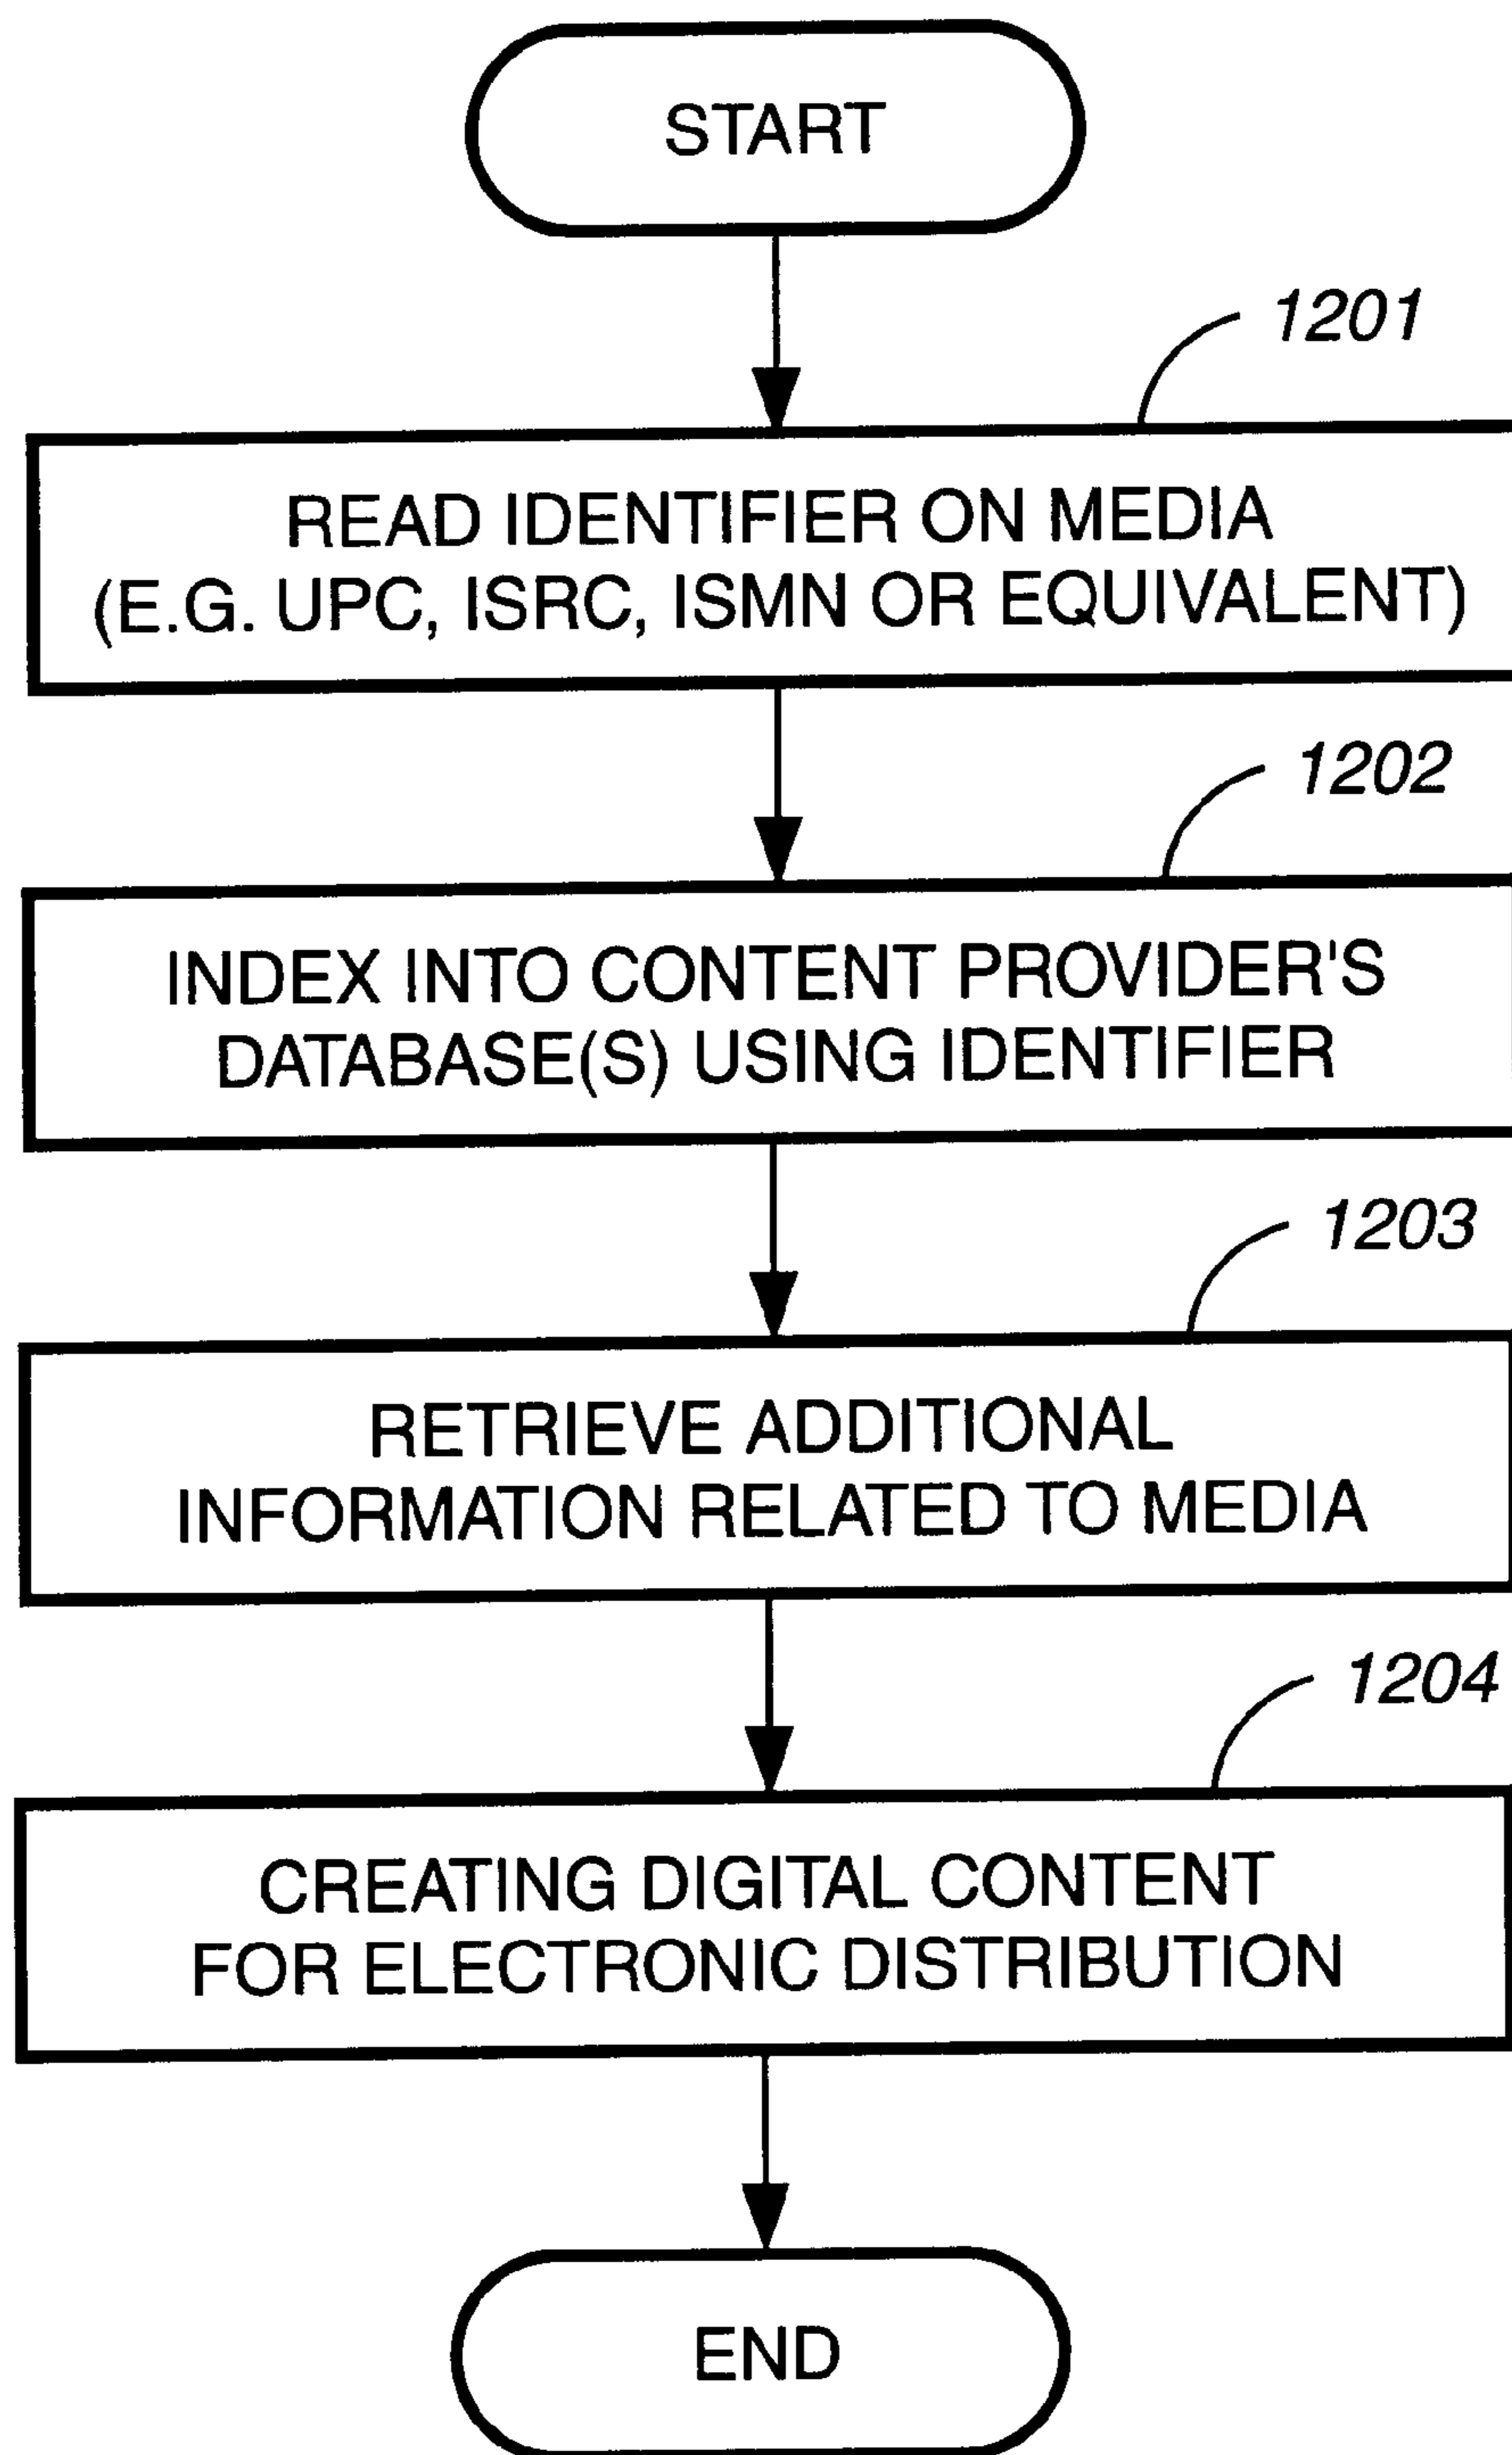 START
1201
READ IDENTIFIER ON MEDIA
(E.G. UPC, ISRC, ISMN OR EQUIVALENT)
1202
INDEX INTO CONTENT PROVIDER'S
DATABASE(S) USING IDENTIFIER
1203
RETRIEVE ADDITIONAL
INFORMATION RELATED TO MEDIA
1204
CREATING DIGITAL CONTENT
FOR ELECTRONIC DISTRIBUTION
END